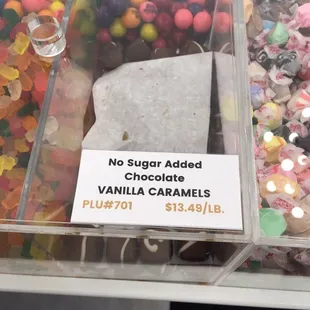 No Sugar Added
Chocolate
VANILLA CARAMELS
PLU#701 $13.49/LB.